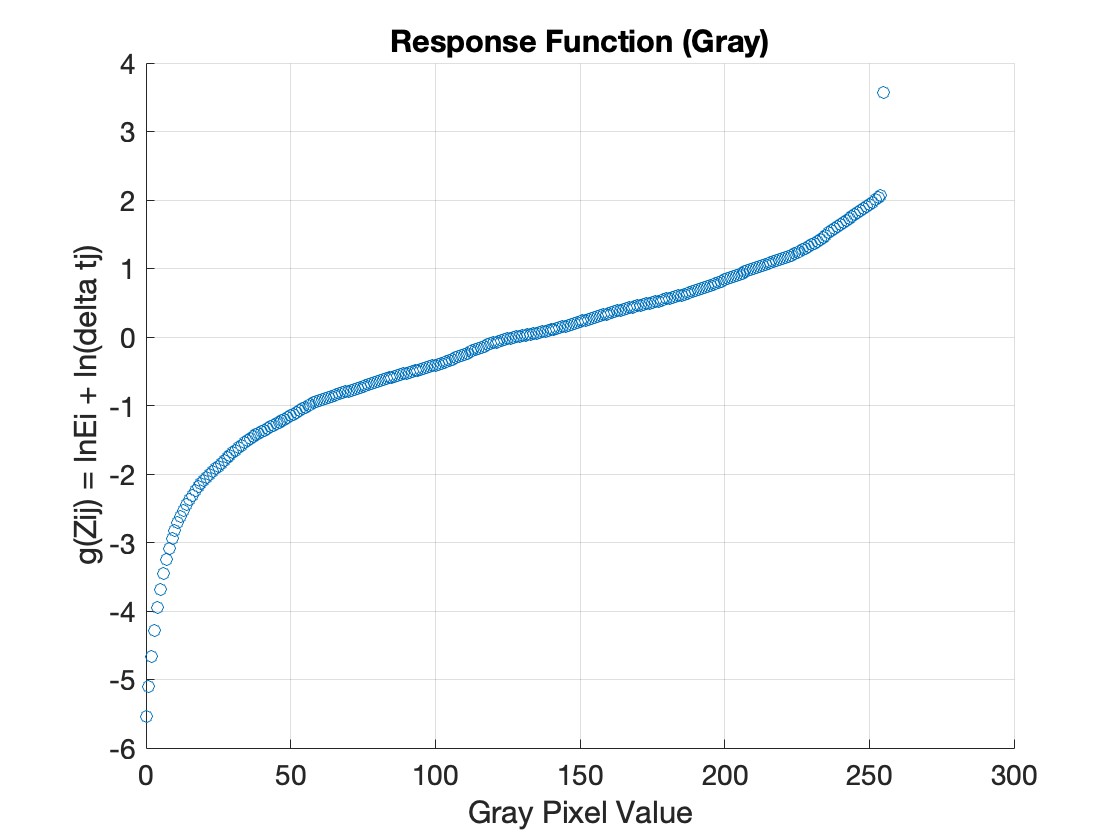 Response Function (Gray)
4
3
2
1
0
-1
-2
-3
-4
-5
-6
g(Zij) = lnEi + ln(delta tj)
0 50 100 150 200 250 300
Gray Pixel Value